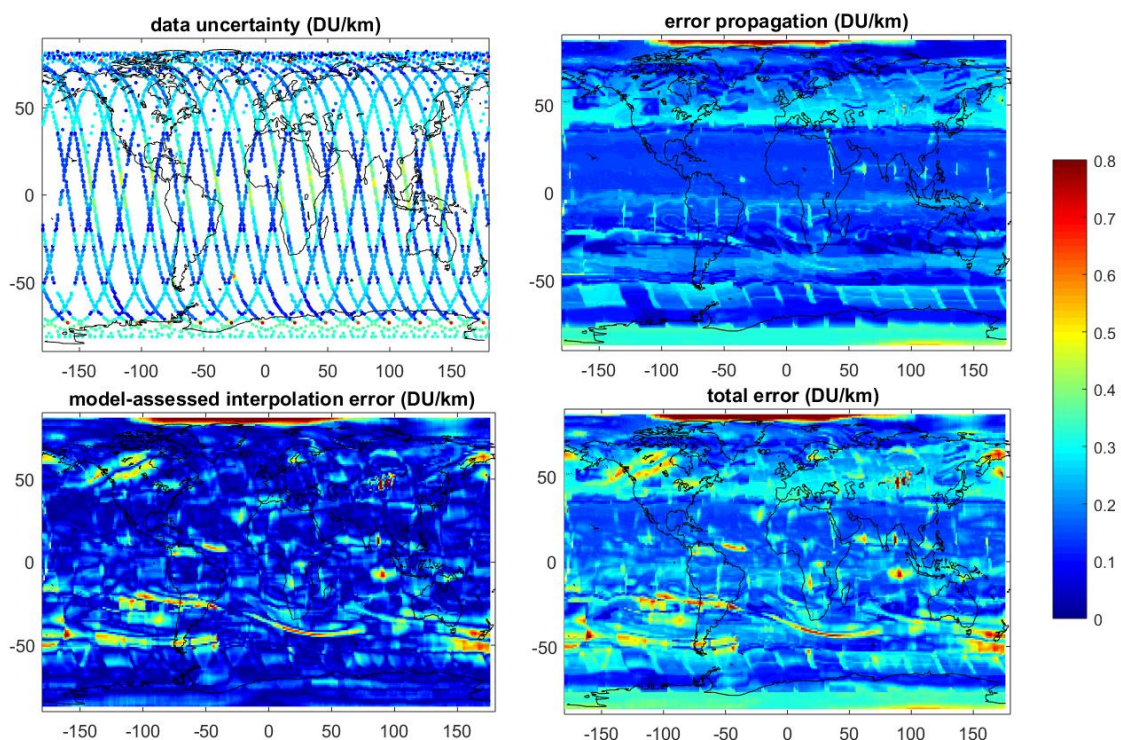 data uncertainty (DU/km)
error propagation (DU/km)
50
0
-50
-150 -100 -50 0 50 100 150
50
0
-50
-150 -100 -50 0 50 100 150
model-assessed interpolation error (DU/km)
total error (DU/km)
50
0
-50
-150 -100 -50 0 50 100 150
50
0
-50
-150 -100 -50 0 50 100 150
0.8
0.7
0.6
0.5
0.4
0.3
0.2
0.1
0